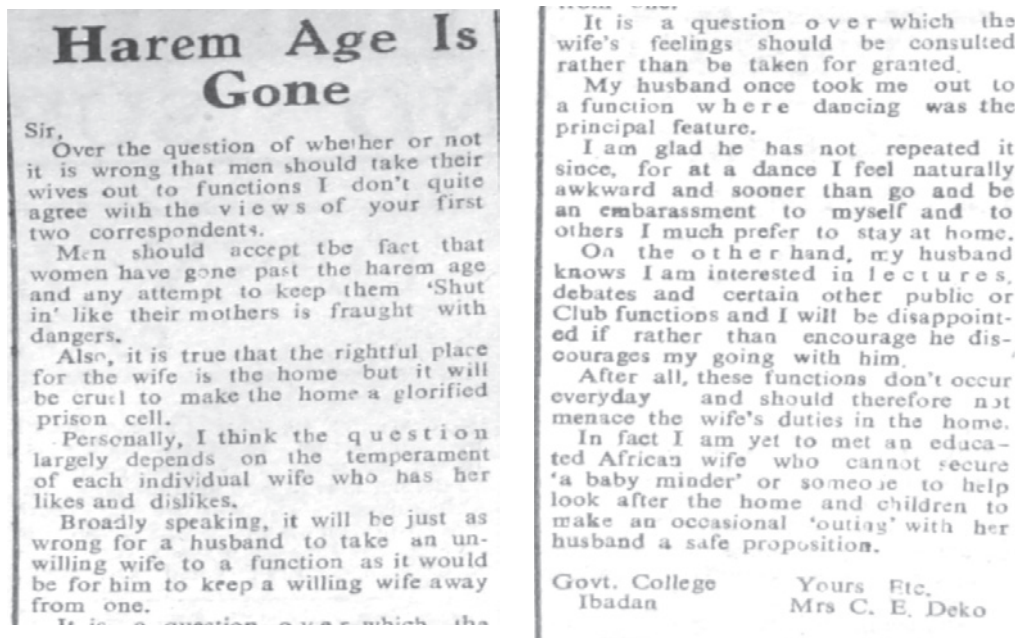 Harem Age Is
Gone
Sir,
Over the question of whether or not
it is wrong that men should take their
wives out to functions I don't quite
agree with the views of your first
two correspondents.
Men should accept the fact that
women have gone past the harem age
and any attempt to keep them 'Shut
in' like their mothers is fraught with
dangers.
Also, it is true that the rightful place
for the wife is the home but it will
be cruel to make the home a glorified
prison cell.
Personally, I think the question
largely depends on the temperament
of each individual wife who has her
likes and dislikes.
Broadly speaking, it will be just as
wrong for a husband to take an un-
willing wife to a function as it would
be for him to keep a willing wife away
from one.
It is a question over which the
from one.
It is a question over which the
wife's feelings should be consulted
rather than be taken for granted.
My husband once took me out to
a function where dancing was the
principal feature.
I am glad he has not repeated it
since, for at a dance I feel naturally
awkward and sooner than go and be
an embarassment to myself and to
others I much prefer to stay at home.
On the other hand, my husband
knows I am interested in lectures,
debates and certain other public or
Club functions and I will be disappoint-
ed if rather than encourage he dis-
courages my going with him.
After all, these functions don't occur
everyday and should therefore not
menace the wife's duties in the home.
In fact I am yet to met an educa-
ted African wife who cannot secure
'a baby minder' or someone to help
look after the home and children to
make an occasional 'outing' with her
husband a safe proposition.
Govt. College Yours Etc.
Ibadan Mrs C. E. Deko